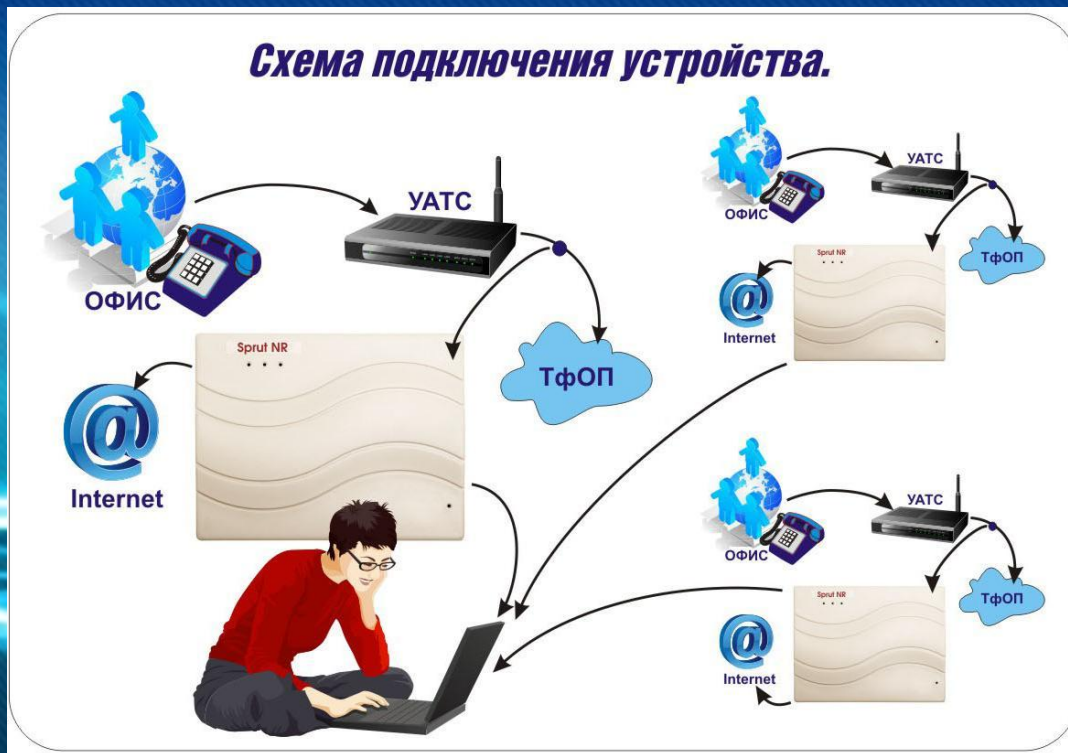 Схема подключения устройства.
УАТС
ОФИС
Sprut NR
ТфОП
Internet
УАТС
ОФИС
Sprut NR
ТфОП
Internet
УАТС
ОФИС
Sprut NR
ТфОП
Internet